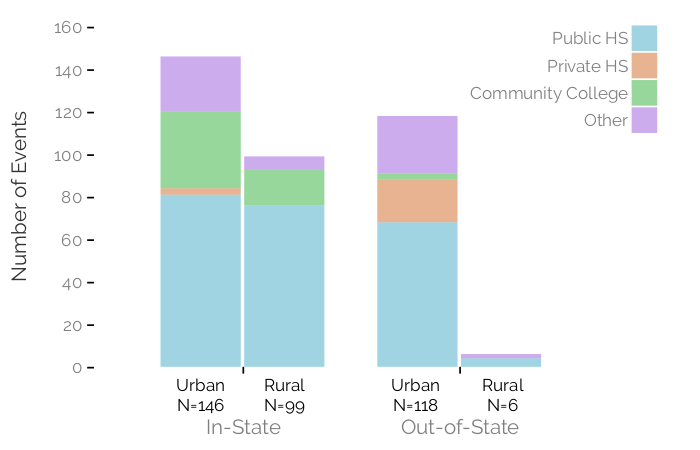 160
140
120
100
80
60
40
20
0
Number of Events
Public HS
Private HS
Community College
Other
Urban
N=146
Rural
N=99
Urban
N=118
Rural
N=6
In-State
Out-of-State